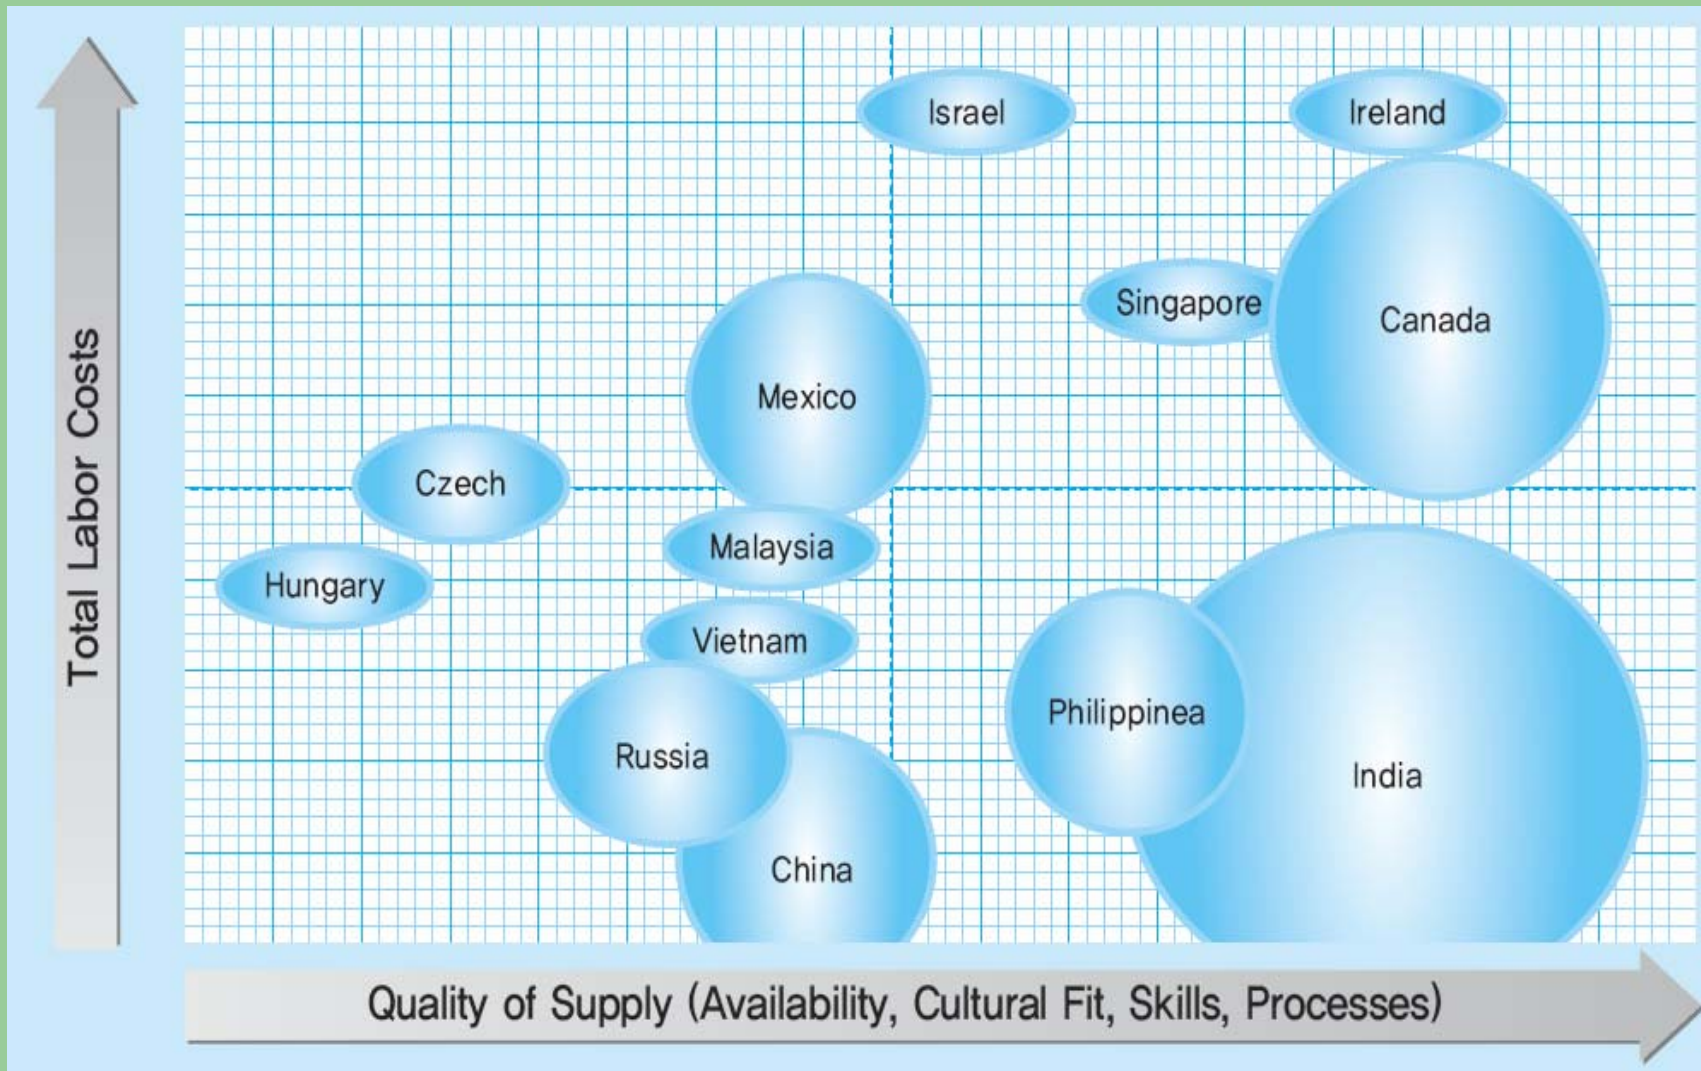 Total Labor Costs
Israel
Ireland
Singapore
Canada
Mexico
Czech
Malaysia
Hungary
Vietnam
Philippinea
Russia
India
China
Quality of Supply (Availability, Cultural Fit, Skills, Processes)